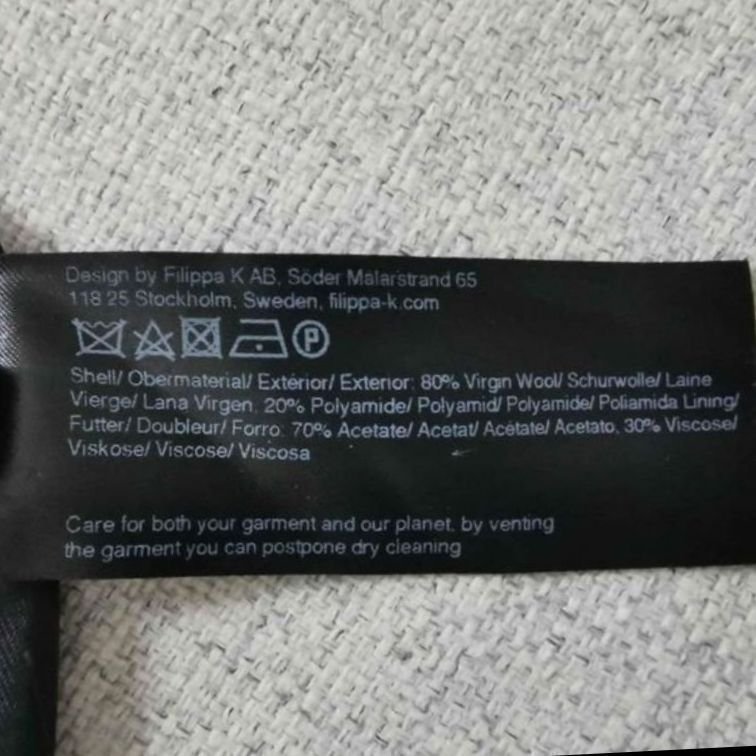 Design by Filippa K AB, Söder Mälarstrand 65
118 25 Stockholm, Sweden, filippa-k.com
P
Shell/ Obermaterial/ Extérior/ Exterior: 80% Virgin Wool/ Schurwolle/ Laine
Vierge/ Lana Virgen, 20% Polyamide/ Polyamid/ Polyamide/ Poliamida Lining/
Futter/ Doubleur/ Forro: 70% Acetate/ Acetat/ Acétate/ Acetato, 30% Viscose/
Viskose/ Viscose/ Viscosa
Care for both your garment and our planet, by venting
the garment you can postpone dry cleaning